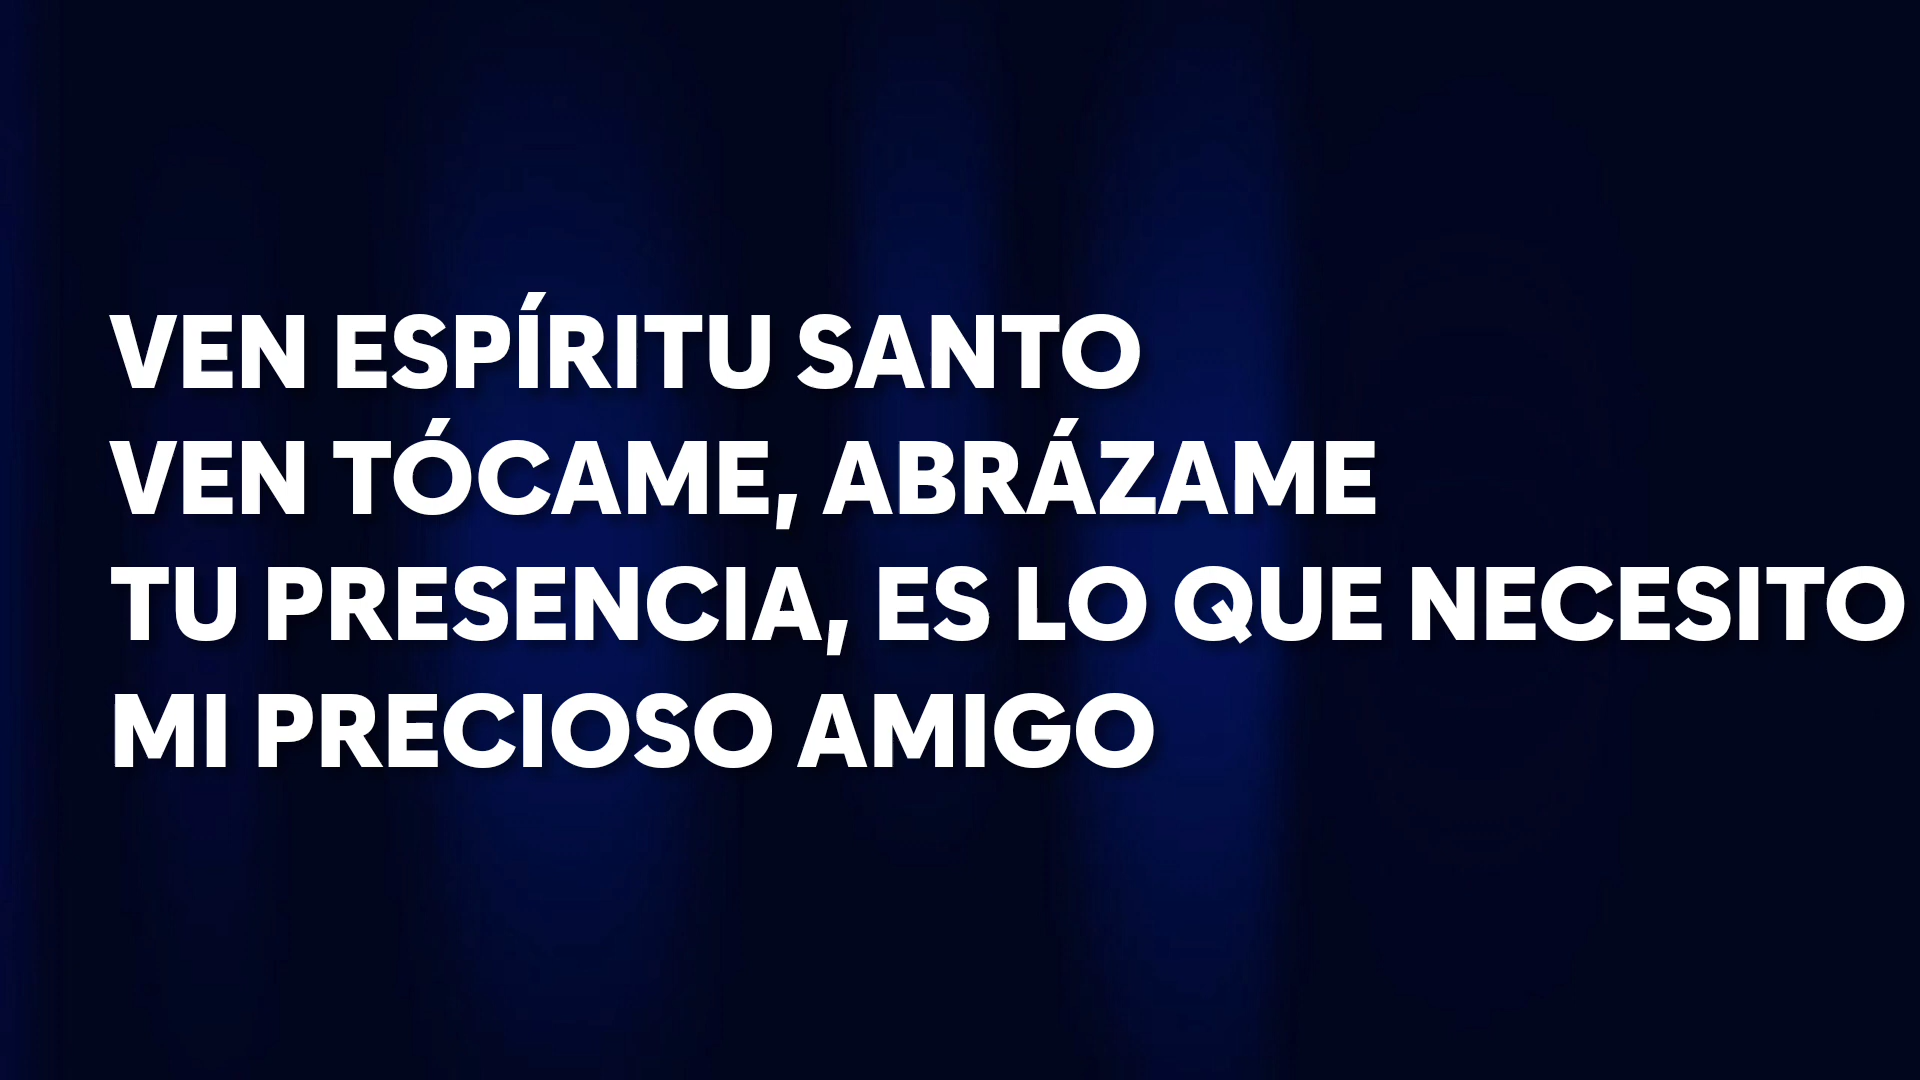 VEN ESPÍRITU SANTO
VEN TÓCAME, ABRÁZAME
TU PRESENCIA, ES LO QUE NECESITO
MI PRECIOSO AMIGO